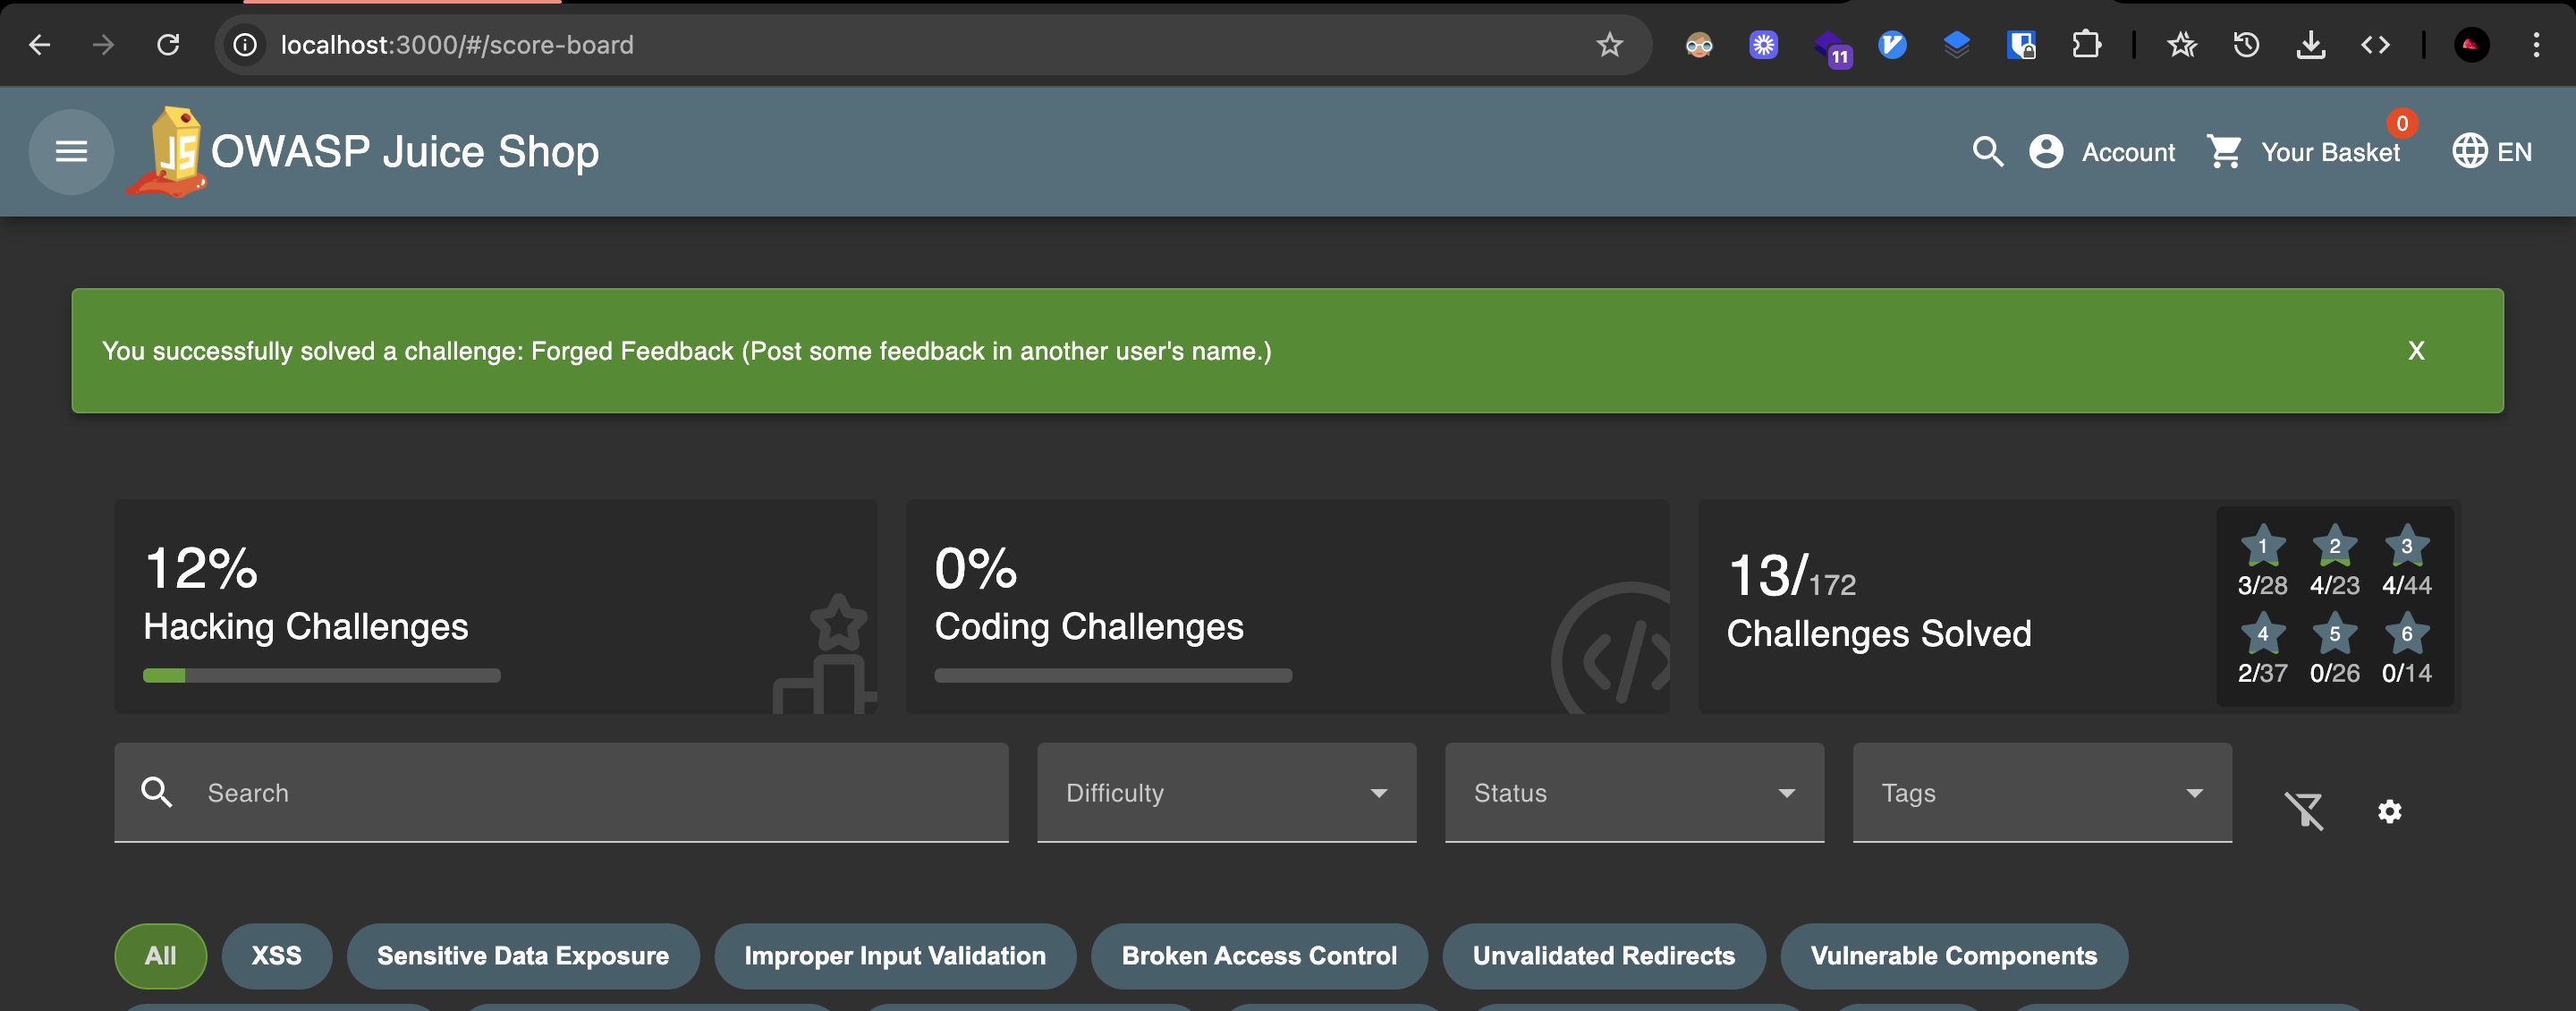 localhost:3000/#/score-board
11
JS
OWASP Juice Shop
Account
Your Basket
0
EN
You successfully solved a challenge: Forged Feedback (Post some feedback in another user's name.)
X
12%
Hacking Challenges
0%
Coding Challenges
13/172
Challenges Solved
1 2 3
3/28 4/23 4/44
4 5 6
2/37 0/26 0/14
Search
Difficulty
Status
Tags
All
XSS
Sensitive Data Exposure
Improper Input Validation
Broken Access Control
Unvalidated Redirects
Vulnerable Components